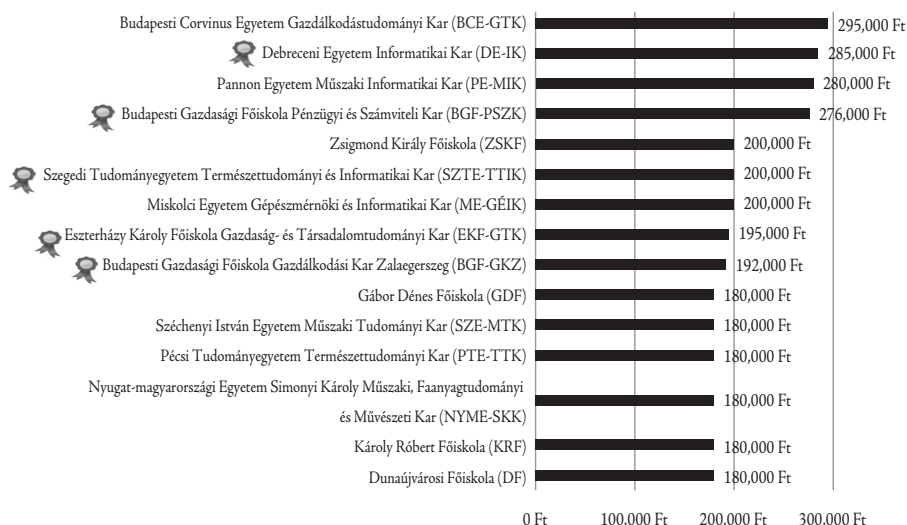 Budapesti Corvinus Egyetem Gazdálkodástudományi Kar (BCE-GTK) 295,000 Ft
Debreceni Egyetem Informatikai Kar (DE-IK) 285,000 Ft
Pannon Egyetem Műszaki Informatikai Kar (PE-MIK) 280,000 Ft
Budapesti Gazdasági Főiskola Pénzügyi és Számviteli Kar (BGF-PSZK) 276,000 Ft
Zsigmond Király Főiskola (ZSKF) 200,000 Ft
Szegedi Tudományegyetem Természettudományi és Informatikai Kar (SZTE-TTIK) 200,000 Ft
Miskolci Egyetem Gépészmérnöki és Informatikai Kar (ME-GÉIK) 200,000 Ft
Eszterházy Károly Főiskola Gazdaság- és Társadalomtudományi Kar (EKF-GTK) 195,000 Ft
Budapesti Gazdasági Főiskola Gazdálkodási Kar Zalaegerszeg (BGF-GKZ) 192,000 Ft
Gábor Dénes Főiskola (GDF) 180,000 Ft
Széchenyi István Egyetem Műszaki Tudományi Kar (SZE-MTK) 180,000 Ft
Pécsi Tudományegyetem Természettudományi Kar (PTE-TTK) 180,000 Ft
Nyugat-magyarországi Egyetem Simonyi Károly Műszaki, Faanyagtudományi
és Művészeti Kar (NYME-SKK) 180,000 Ft
Károly Róbert Főiskola (KRF) 180,000 Ft
Dunaújvárosi Főiskola (DF) 180,000 Ft
0 Ft 100,000 Ft 200,000 Ft 300,000 Ft